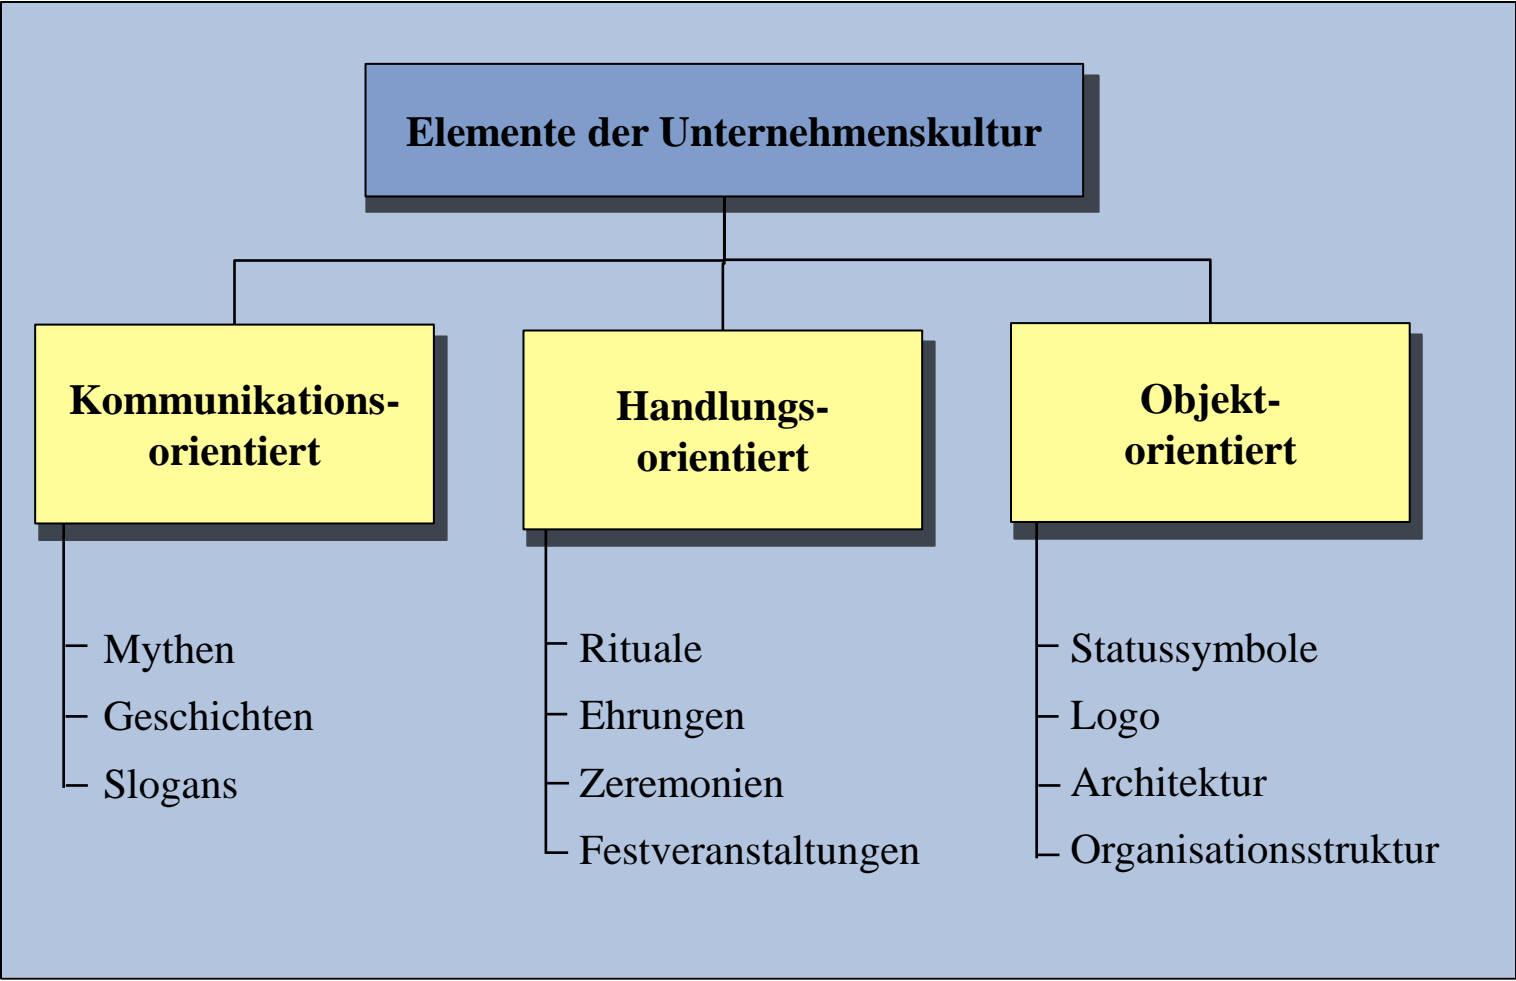 Elemente der Unternehmenskultur
Kommunikations-
orientiert
Mythen
Geschichten
Slogans
Handlungs-
orientiert
Rituale
Ehrungen
Zeremonien
Festveranstaltungen
Objekt-
orientiert
Statussymbole
Logo
Architektur
Organisationsstruktur